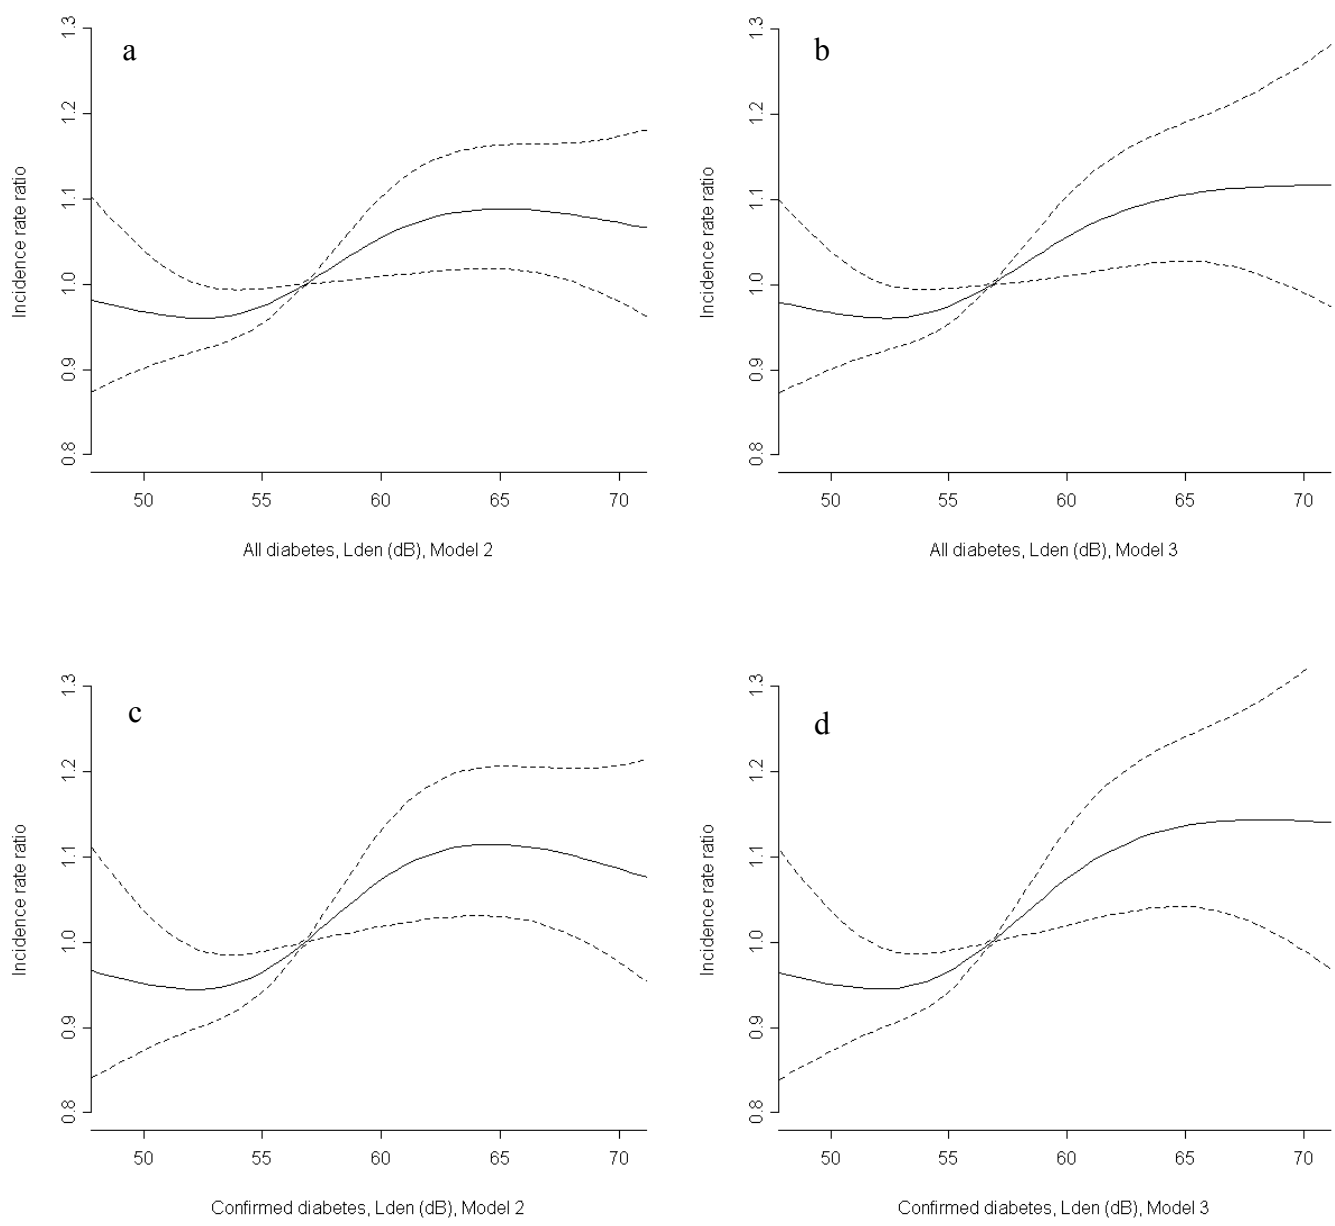 a
1.3
1.2
1.1
1.0
0.9
0.8
Incidence rate ratio
50 55 60 65 70
All diabetes, Lden (dB), Model 2
b
1.3
1.2
1.1
1.0
0.9
0.8
Incidence rate ratio
50 55 60 65 70
All diabetes, Lden (dB), Model 3
c
1.3
1.2
1.1
1.0
0.9
0.8
Incidence rate ratio
50 55 60 65 70
Confirmed diabetes, Lden (dB), Model 2
d
1.3
1.2
1.1
1.0
0.9
0.8
Incidence rate ratio
50 55 60 65 70
Confirmed diabetes, Lden (dB), Model 3